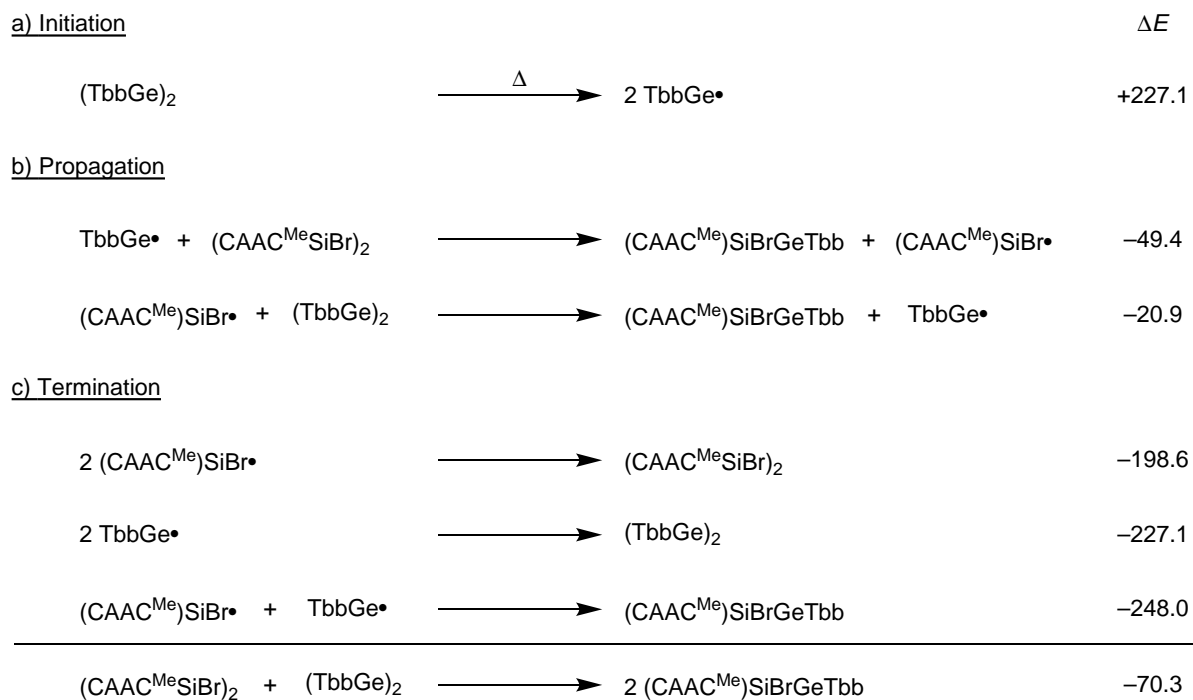 a) Initiation ΔE
Δ
(TbbGe)₂ 2 TbbGe• +227.1
b) Propagation
TbbGe• + (CAACᴹᵉSiBr)₂ (CAACᴹᵉ)SiBrGeTbb + (CAACᴹᵉ)SiBr• –49.4
(CAACᴹᵉ)SiBr• + (TbbGe)₂ (CAACᴹᵉ)SiBrGeTbb + TbbGe• –20.9
c) Termination
2 (CAACᴹᵉ)SiBr• (CAACᴹᵉSiBr)₂ –198.6
2 TbbGe• (TbbGe)₂ –227.1
(CAACᴹᵉ)SiBr• + TbbGe• (CAACᴹᵉ)SiBrGeTbb –248.0
(CAACᴹᵉSiBr)₂ + (TbbGe)₂ 2 (CAACᴹᵉ)SiBrGeTbb –70.3